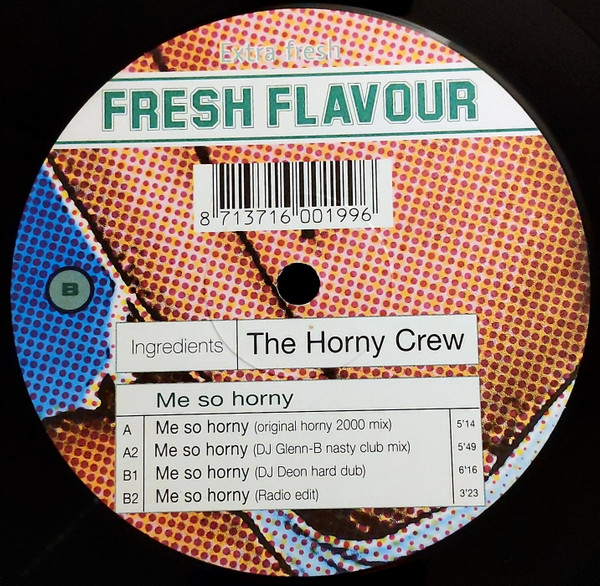 Extra fresh
FRESH FLAVOUR
8 713716 001996
B
Ingredients The Horny Crew
Me so horny
A Me so horny (original horny 2000 mix) 5'14
A2 Me so horny (DJ Glenn-B nasty club mix) 5'49
B1 Me so horny (DJ Deon hard dub) 6'16
B2 Me so horny (Radio edit) 3'23